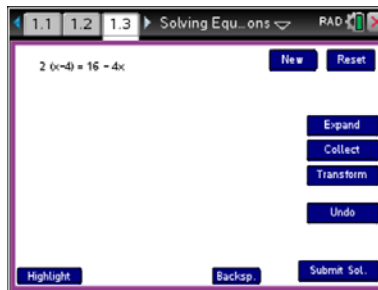 1.1 1.2 1.3 Solving Equ...ons RAD
2 (x-4) = 16 - 4x
New Reset
Expand
Collect
Transform
Undo
Highlight Backsp. Submit Sol.